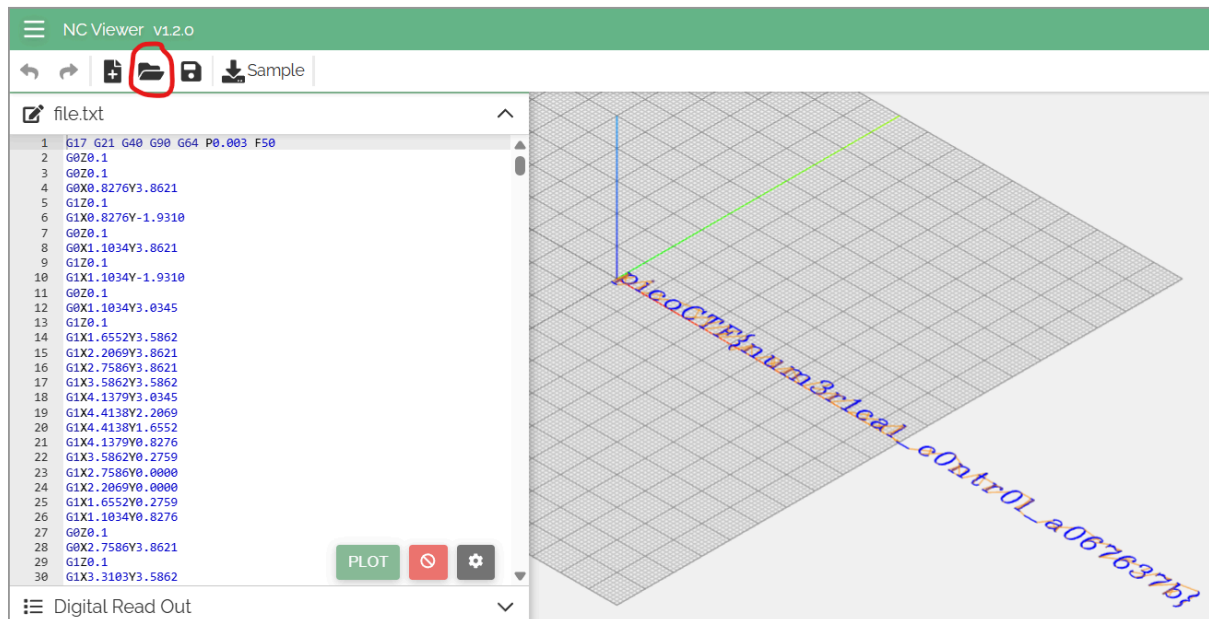 NC Viewer v1.2.0
Sample
file.txt
1 G17 G21 G40 G90 G64 P0.003 F50
2 G0Z0.1
3 G0Z0.1
4 G0X0.8276Y3.8621
5 G1Z0.1
6 G1X0.8276Y-1.9310
7 G0Z0.1
8 G0X1.1034Y3.8621
9 G1Z0.1
10 G1X1.1034Y-1.9310
11 G0Z0.1
12 G0X1.1034Y3.0345
13 G1Z0.1
14 G1X1.6552Y3.5862
15 G1X2.2069Y3.8621
16 G1X2.7586Y3.8621
17 G1X3.5862Y3.5862
18 G1X4.1379Y3.0345
19 G1X4.4138Y2.2069
20 G1X4.4138Y1.6552
21 G1X4.1379Y0.8276
22 G1X3.5862Y0.2759
23 G1X2.7586Y0.0000
24 G1X2.2069Y0.0000
25 G1X1.6552Y0.2759
26 G1X1.1034Y0.8276
27 G0Z0.1
28 G0X2.7586Y3.8621
29 G1Z0.1
30 G1X3.3103Y3.5862
PLOT
Digital Read Out
picoCTF{num3r1cal_c0ntr0l_a067637b}